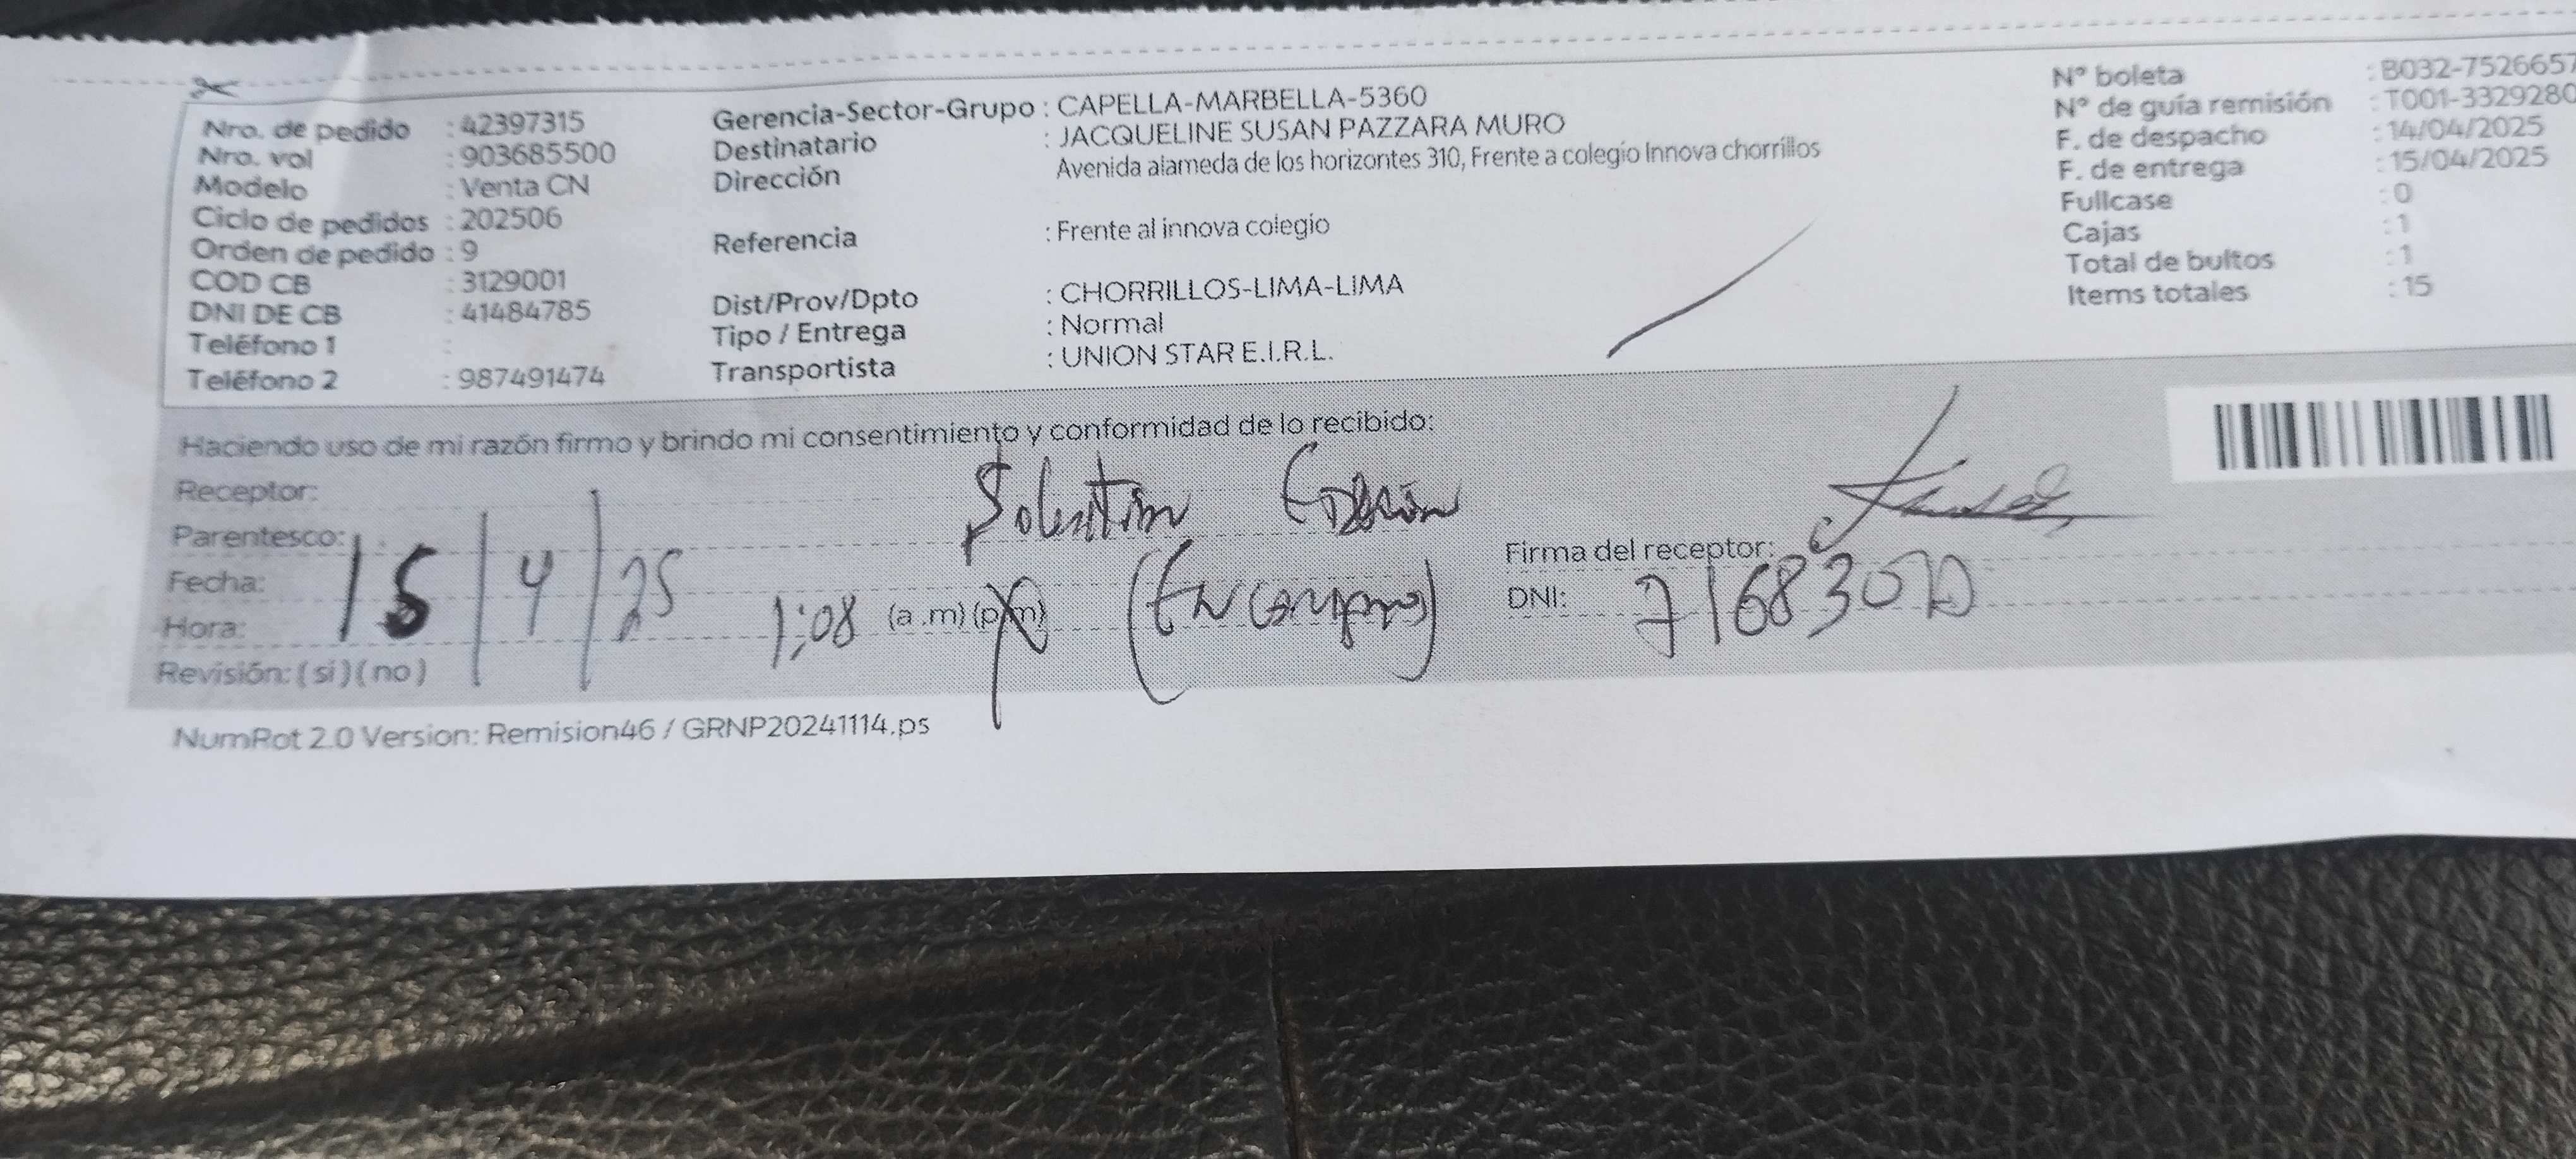 Nro. de pedido : 42397315
Nro. vol : 903685500
Modelo : Venta CN
Ciclo de pedidos : 202506
Orden de pedido : 9
COD CB : 3129001
DNI DE CB : 41484785
Teléfono 1 :
Teléfono 2 : 987491474
Gerencia-Sector-Grupo : CAPELLA-MARBELLA-5360
Destinatario : JACQUELINE SUSAN PAZZARA MURO
Dirección Avenida alameda de los horizontes 310, Frente a colegio Innova chorrillos
Referencia : Frente al innova colegio
Dist/Prov/Dpto : CHORRILLOS-LIMA-LIMA
Tipo / Entrega : Normal
Transportista : UNION STAR E.I.R.L.
N° boleta : B032-7526657
N° de guía remisión : T001-3329280
F. de despacho : 14/04/2025
F. de entrega : 15/04/2025
Fullcase : 0
Cajas : 1
Total de bultos : 1
Items totales : 15
Haciendo uso de mi razón firmo y brindo mi consentimiento y conformidad de lo recibido:
Receptor:
Parentesco:
Fecha: 15/4/25
Hora: 1:08 (a .m) (p.m)
Revisión: ( si ) ( no )
Firma del receptor:
DNI:
NumRot 2.0 Version: Remision46 / GRNP20241114.ps